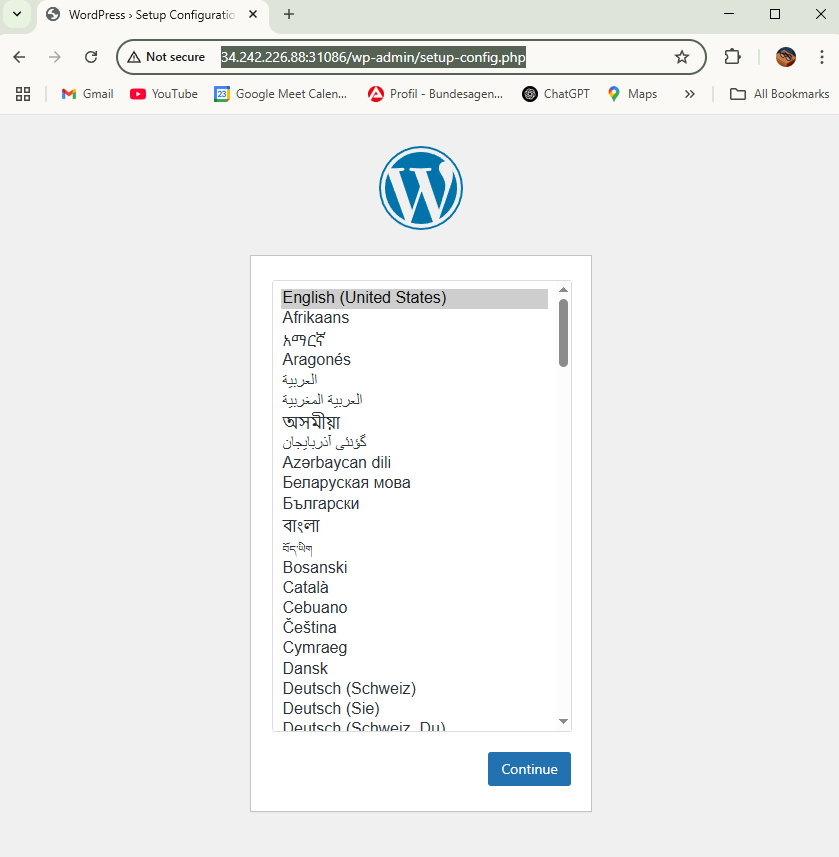 WordPress › Setup Configuratio
Not secure
34.242.226.88:31086/wp-admin/setup-config.php
Gmail
YouTube
23
Google Meet Calen...
Profil - Bundesagen...
ChatGPT
Maps
All Bookmarks
W
English (United States)
Afrikaans
አማርኛ
Aragonés
العربية
العربية المغربية
অসমীয়া
گؤنئی آذربایجان
Azərbaycan dili
Беларуская мова
Български
বাংলা
བོད་ཡིག
Bosanski
Català
Cebuano
Čeština
Cymraeg
Dansk
Deutsch (Schweiz)
Deutsch (Sie)
Deutsch (Schweiz, Du)
Continue